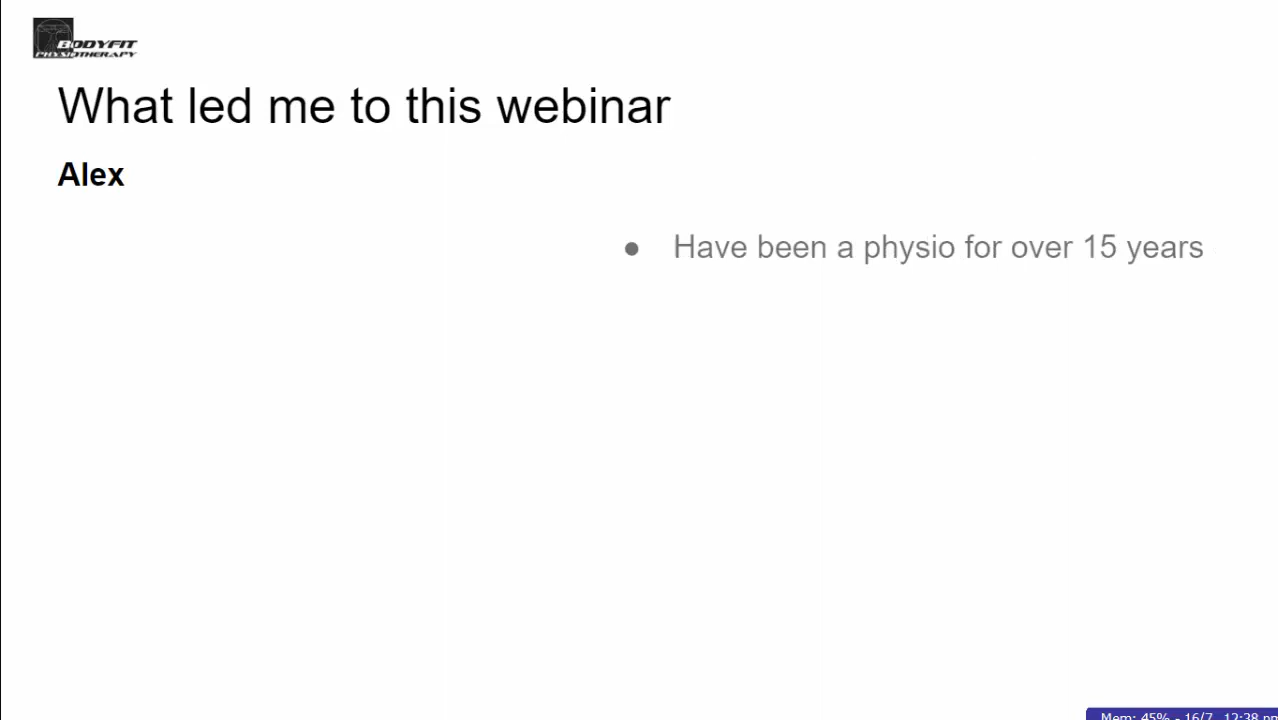 BODYFIT
PHYSIOTHERAPY
What led me to this webinar
Alex
● Have been a physio for over 15 years
Mem: 45% - 16/7 12:38